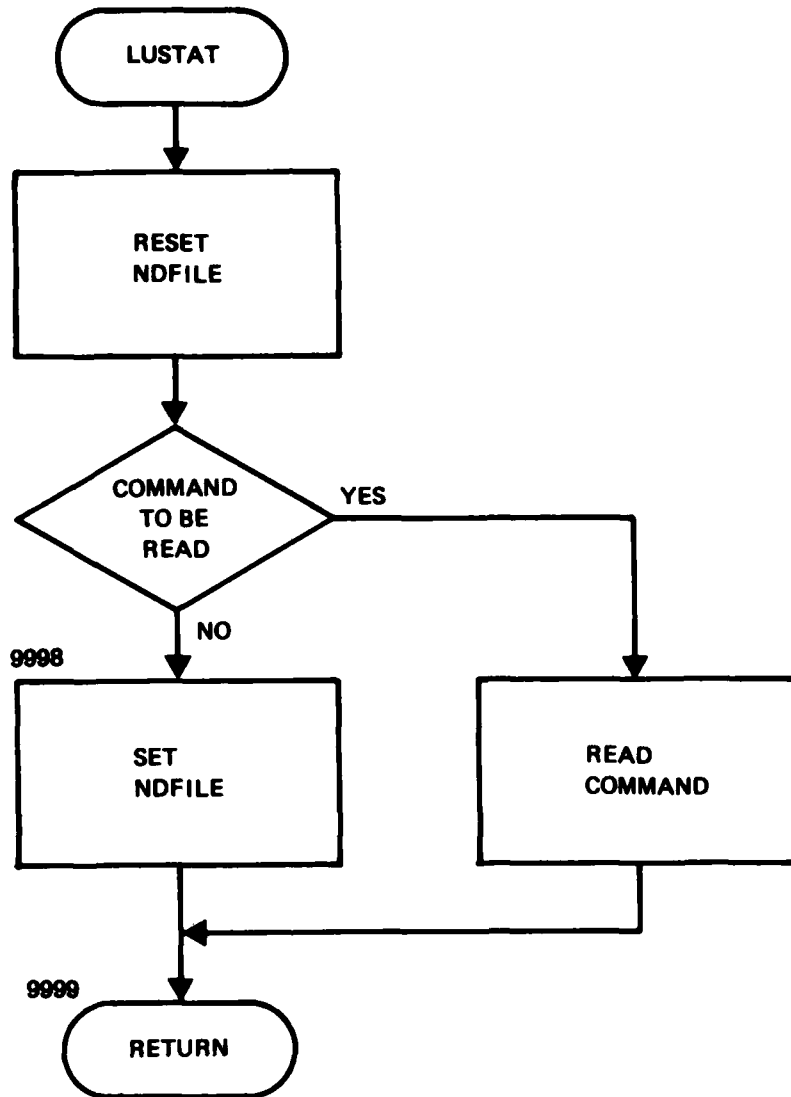 LUSTAT
RESET
NDFILE
COMMAND
TO BE
READ
YES
NO
9998
SET
NDFILE
READ
COMMAND
9999
RETURN